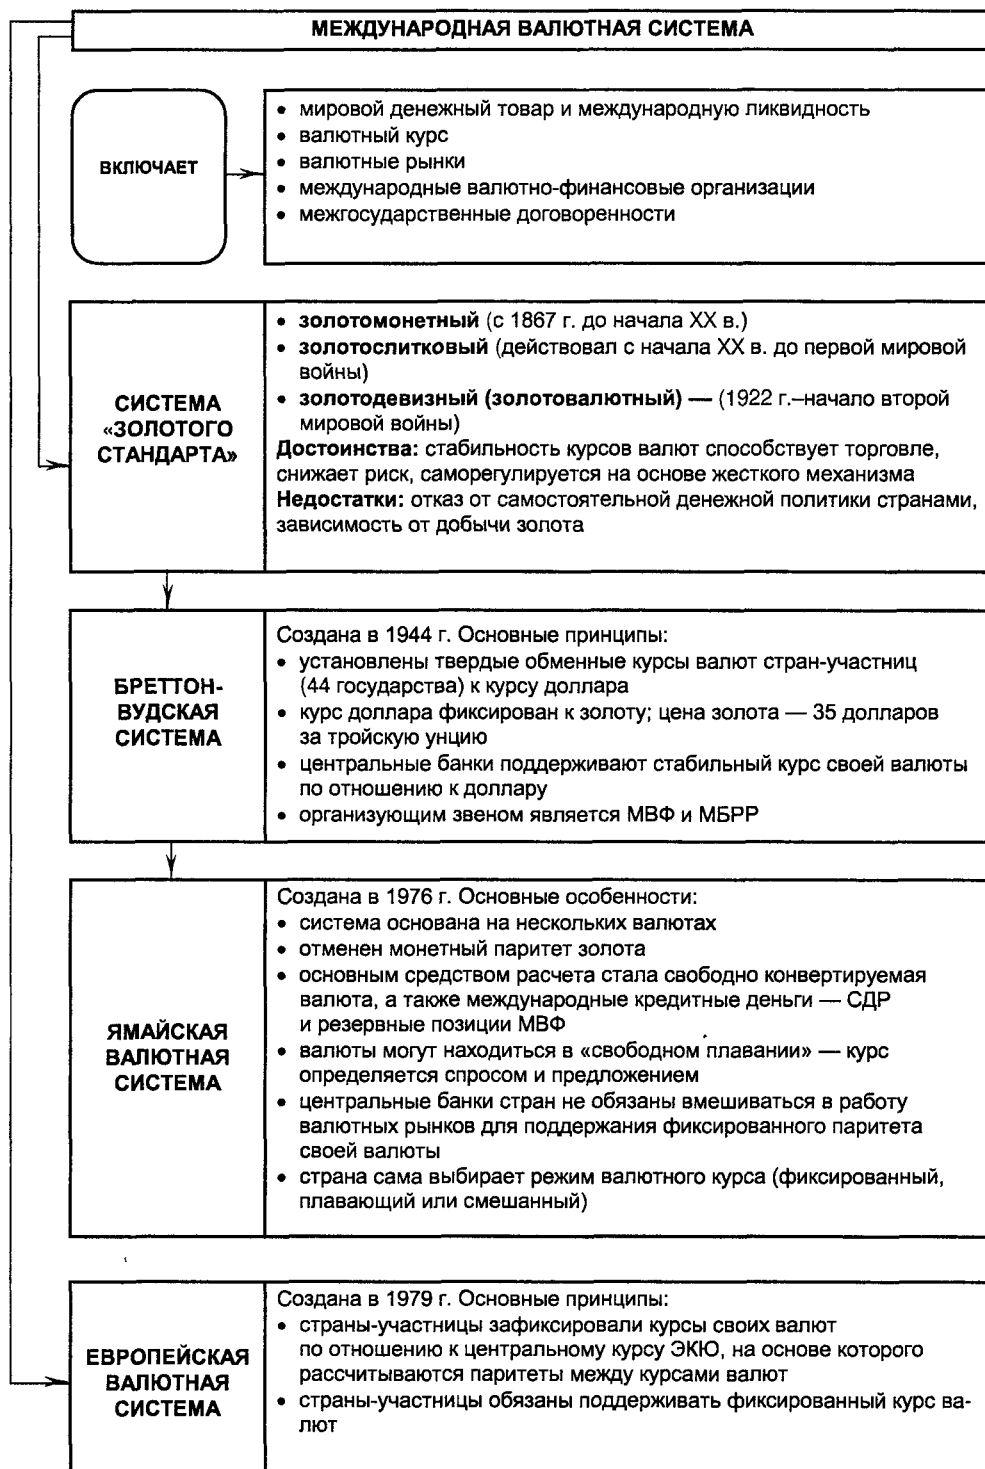 МЕЖДУНАРОДНАЯ ВАЛЮТНАЯ СИСТЕМА
ВКЛЮЧАЕТ
• мировой денежный товар и международную ликвидность
• валютный курс
• валютные рынки
• международные валютно-финансовые организации
• межгосударственные договоренности
СИСТЕМА
«ЗОЛОТОГО
СТАНДАРТА»
• золотомонетный (с 1867 г. до начала XX в.)
• золотослитковый (действовал с начала XX в. до первой мировой
войны)
• золотодевизный (золотовалютный) — (1922 г.–начало второй
мировой войны)
Достоинства: стабильность курсов валют способствует торговле,
снижает риск, саморегулируется на основе жесткого механизма
Недостатки: отказ от самостоятельной денежной политики странами,
зависимость от добычи золота
БРЕТТОН-
ВУДСКАЯ
СИСТЕМА
Создана в 1944 г. Основные принципы:
• установлены твердые обменные курсы валют стран-участниц
(44 государства) к курсу доллара
• курс доллара фиксирован к золоту; цена золота — 35 долларов
за тройскую унцию
• центральные банки поддерживают стабильный курс своей валюты
по отношению к доллару
• организующим звеном является МВФ и МБРР
ЯМАЙСКАЯ
ВАЛЮТНАЯ
СИСТЕМА
Создана в 1976 г. Основные особенности:
• система основана на нескольких валютах
• отменен монетный паритет золота
• основным средством расчета стала свободно конвертируемая
валюта, а также международные кредитные деньги — СДР
и резервные позиции МВФ
• валюты могут находиться в «свободном плавании» — курс
определяется спросом и предложением
• центральные банки стран не обязаны вмешиваться в работу
валютных рынков для поддержания фиксированного паритета
своей валюты
• страна сама выбирает режим валютного курса (фиксированный,
плавающий или смешанный)
ЕВРОПЕЙСКАЯ
ВАЛЮТНАЯ
СИСТЕМА
Создана в 1979 г. Основные принципы:
• страны-участницы зафиксировали курсы своих валют
по отношению к центральному курсу ЭКЮ, на основе которого
рассчитываются паритеты между курсами валют
• страны-участницы обязаны поддерживать фиксированный курс ва-
лют